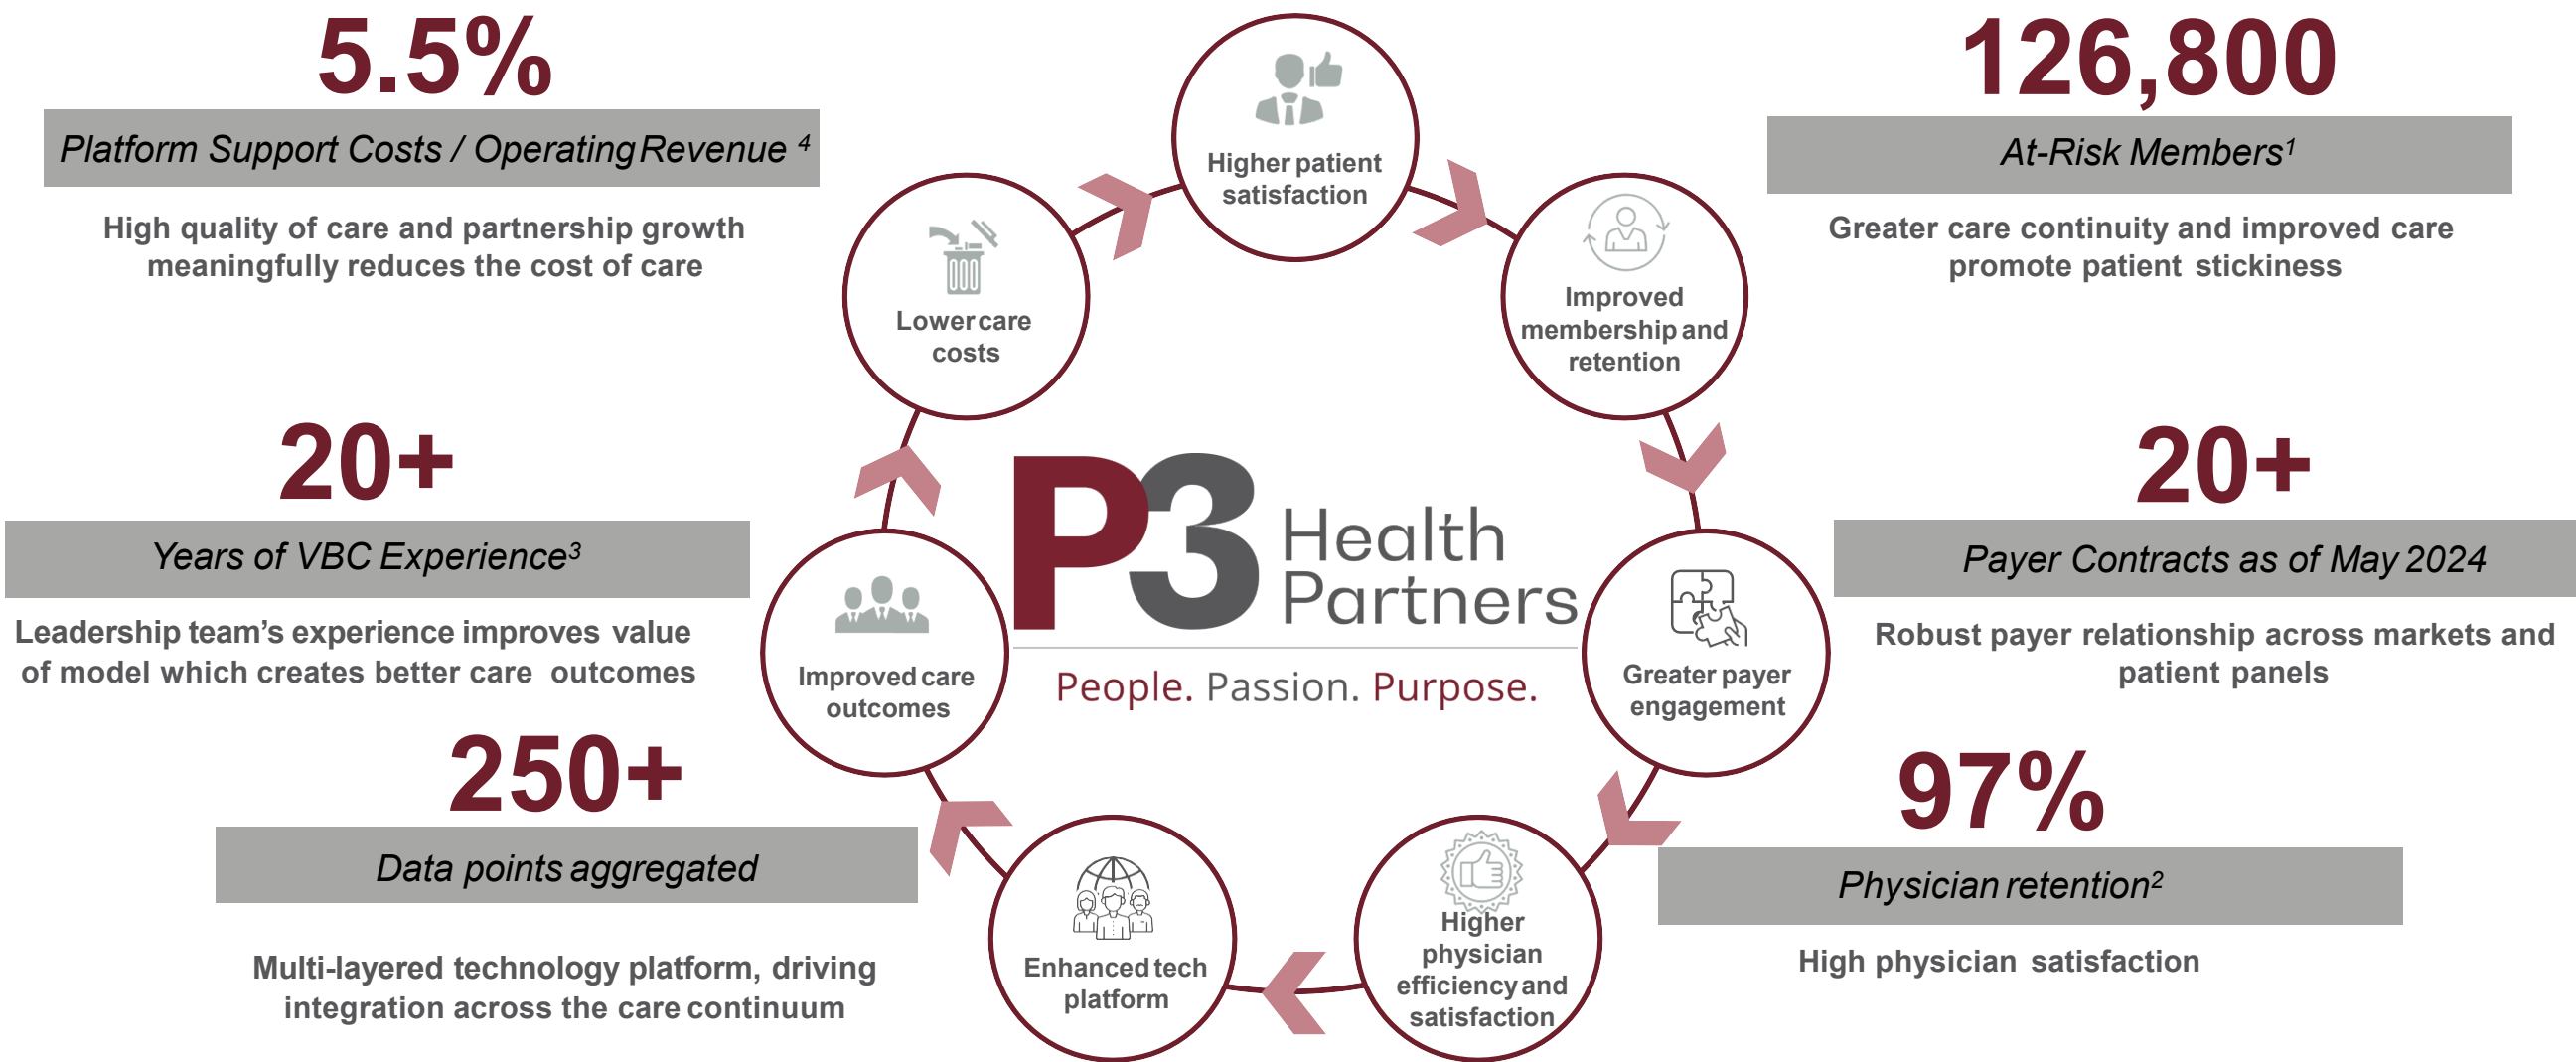 5.5%
Platform Support Costs / Operating Revenue 4
High quality of care and partnership growth
meaningfully reduces the cost of care
20+
Years of VBC Experience3
Leadership team’s experience improves value
of model which creates better care outcomes
250+
Data points aggregated
Multi-layered technology platform, driving
integration across the care continuum
Higher patient
satisfaction
Improved
membership and
retention
Greater payer
engagement
Higher
physician
efficiency and
satisfaction
Enhanced tech
platform
Improved care
outcomes
Lower care
costs
P3 Health
Partners
People. Passion. Purpose.
126,800
At-Risk Members1
Greater care continuity and improved care
promote patient stickiness
20+
Payer Contracts as of May 2024
Robust payer relationship across markets and
patient panels
97%
Physician retention2
High physician satisfaction